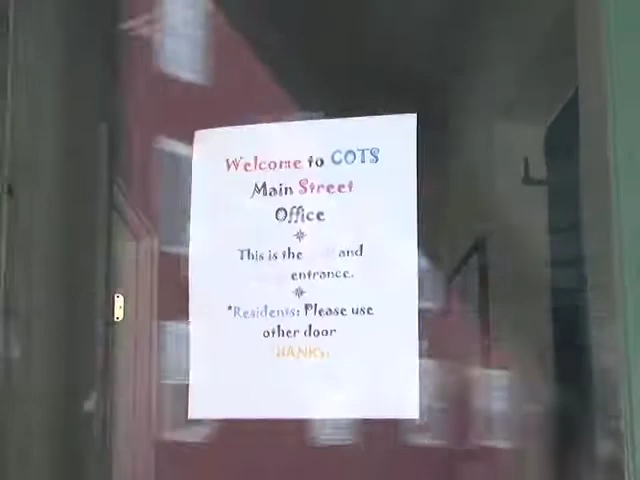 Welcome to COTS
Main Street
Office
This is the and
entrance.
*Residents: Please use
other door